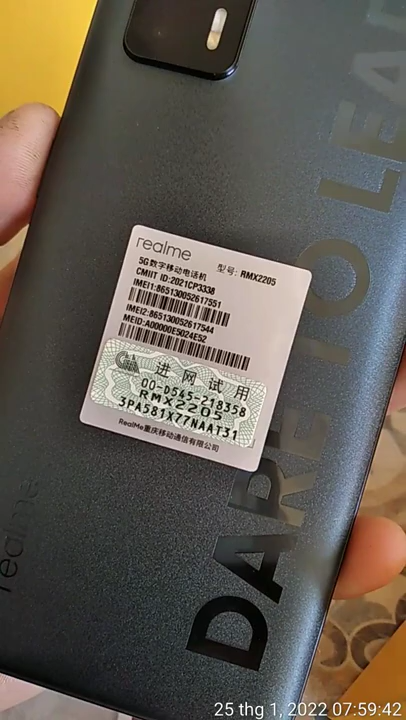 realme
5G数字移动电话机 型号: RMX2205
CMIIT ID:2021CP3338
IMEI1:865130052617551
IMEI2:865130052617544
MEID:A00000E5024E52
进网试用
00-D545-218358
RMX2205
3PA581X77NAAT31
RealMe重庆移动通信有限公司
realme
DARE TO LEAP
25 thg 1, 2022 07:59:42